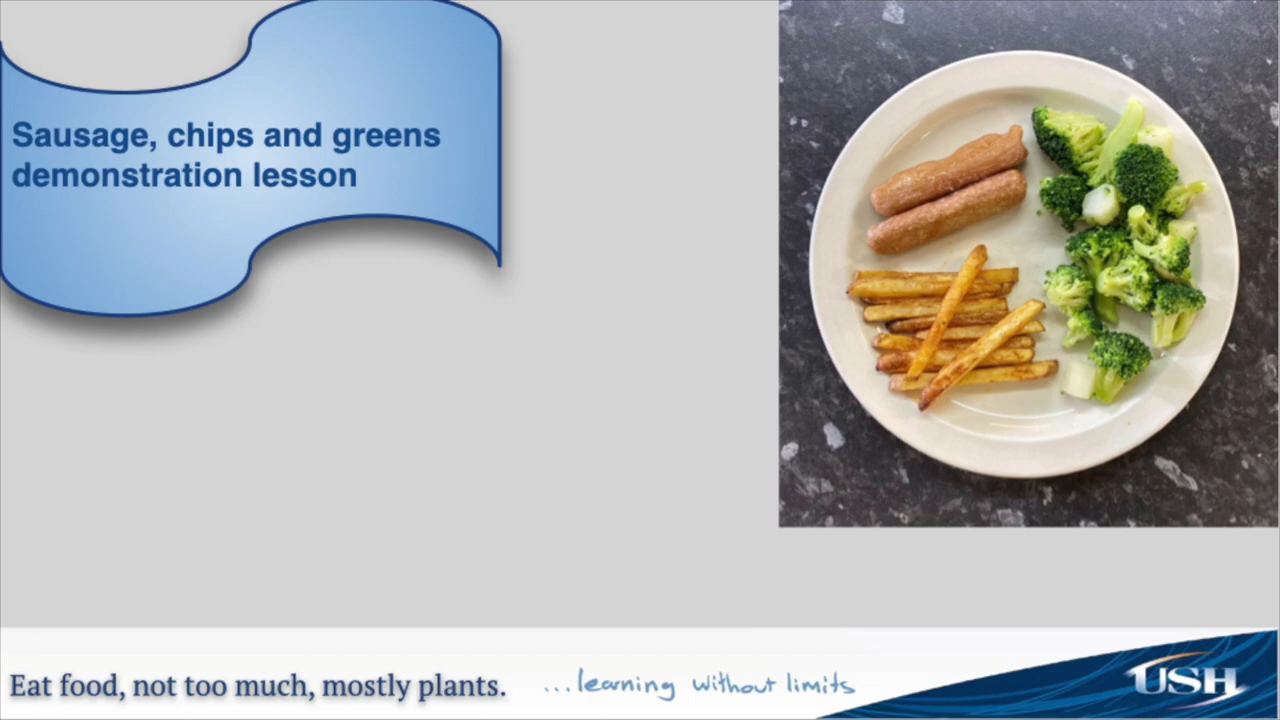 Sausage, chips and greens
demonstration lesson
Eat food, not too much, mostly plants.
...learning without limits
USH